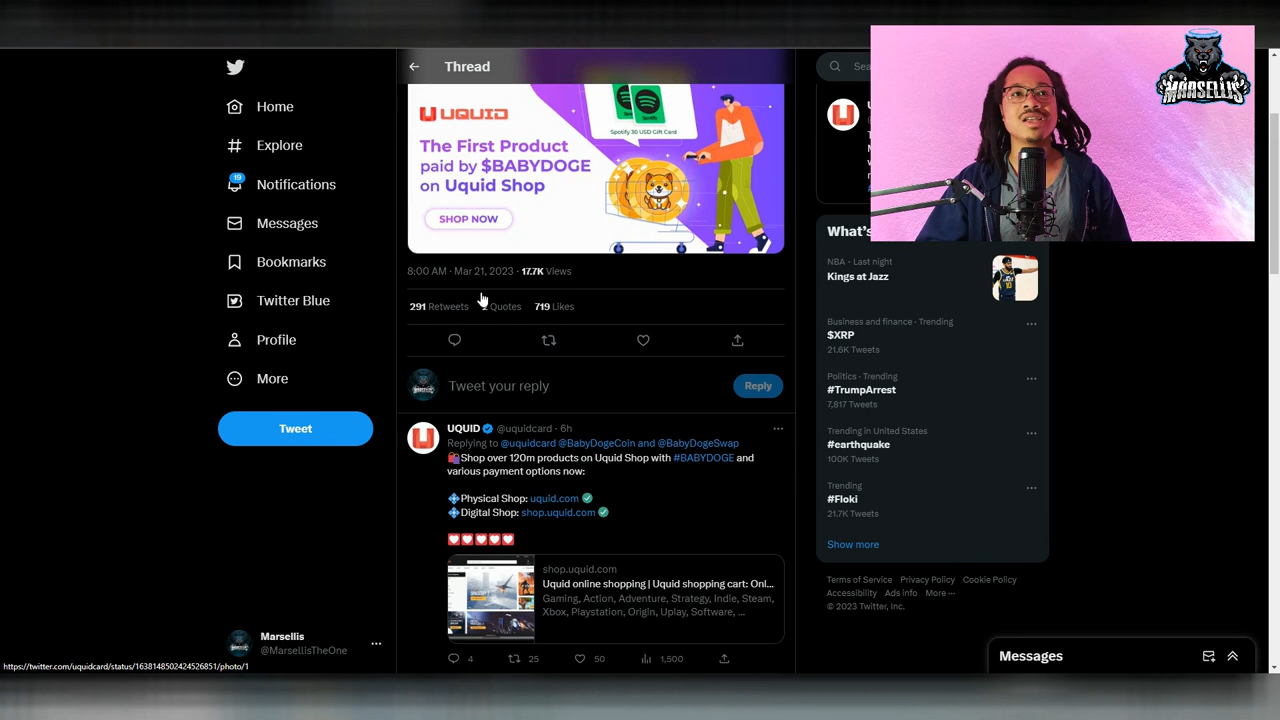 Thread
Home
Explore
19
Notifications
Messages
Bookmarks
Twitter Blue
Profile
More
Tweet
Marsellis
@MarsellisTheOne
https://twitter.com/uquidcard/status/1638148502424526851/photo/1
UQUID
Spotify
Spotify 30 USD Gift Card
The First Product
paid by $BABYDOGE
on Uquid Shop
SHOP NOW
8:00 AM · Mar 21, 2023 · 17.7K Views
291 Retweets Quotes 719 Likes
Tweet your reply
Reply
UQUID @uquidcard · 6h
Replying to @uquidcard @BabyDogeCoin and @BabyDogeSwap
Shop over 120m products on Uquid Shop with #BABYDOGE and
various payment options now:
Physical Shop: uquid.com
Digital Shop: shop.uquid.com
shop.uquid.com
Uquid online shopping | Uquid shopping cart: Onl...
Gaming, Action, Adventure, Strategy, Indie, Steam,
Xbox, Playstation, Origin, Uplay, Software, ...
4 25 50 1,500
MARSELLIS
NBA · Last night
Kings at Jazz
Business and finance · Trending
$XRP
21.6K Tweets
Politics · Trending
#TrumpArrest
7,817 Tweets
Trending in United States
#earthquake
100K Tweets
Trending
#Floki
21.7K Tweets
Show more
Terms of Service Privacy Policy Cookie Policy
Accessibility Ads info More ···
© 2023 Twitter, Inc.
Messages